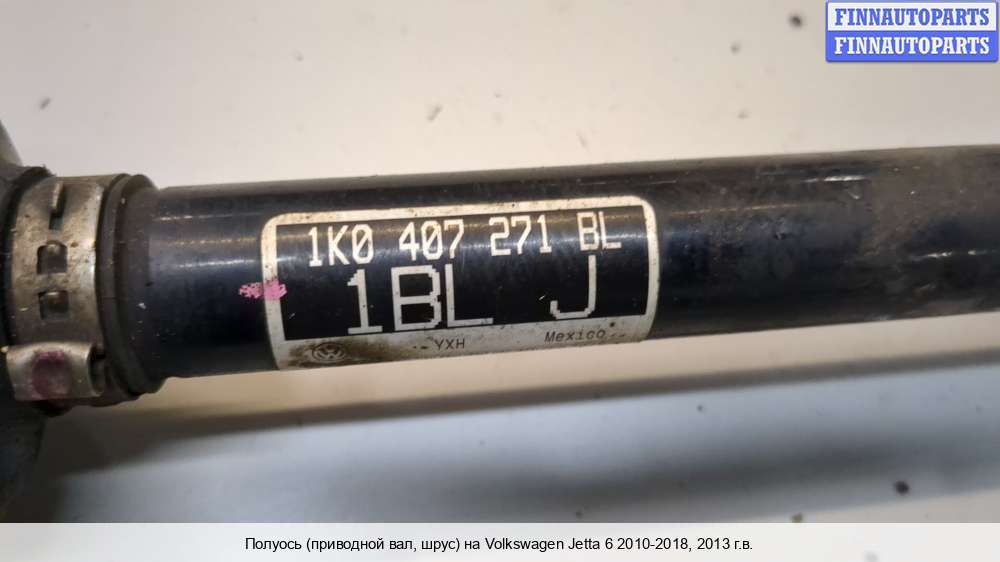 FINNAUTOPARTS
FINNAUTOPARTS
1K0 407 271 BL
1BL J
YXH Mexico
Полуось (приводной вал, шрус) на Volkswagen Jetta 6 2010-2018, 2013 г.в.